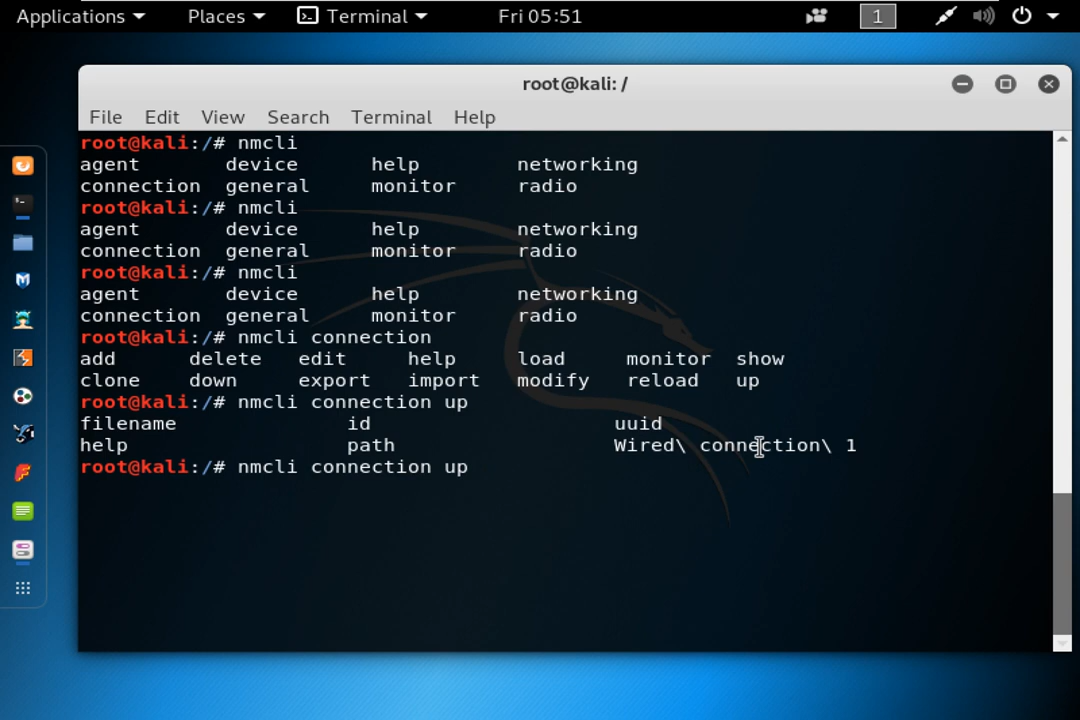 Applications Places Terminal Fri 05:51 1
root@kali: /
File Edit View Search Terminal Help
root@kali:/# nmcli
agent device help networking
connection general monitor radio
root@kali:/# nmcli
agent device help networking
connection general monitor radio
root@kali:/# nmcli
agent device help networking
connection general monitor radio
root@kali:/# nmcli connection
add delete edit help load monitor show
clone down export import modify reload up
root@kali:/# nmcli connection up
filename id uuid
help path Wired\ connection\ 1
root@kali:/# nmcli connection up